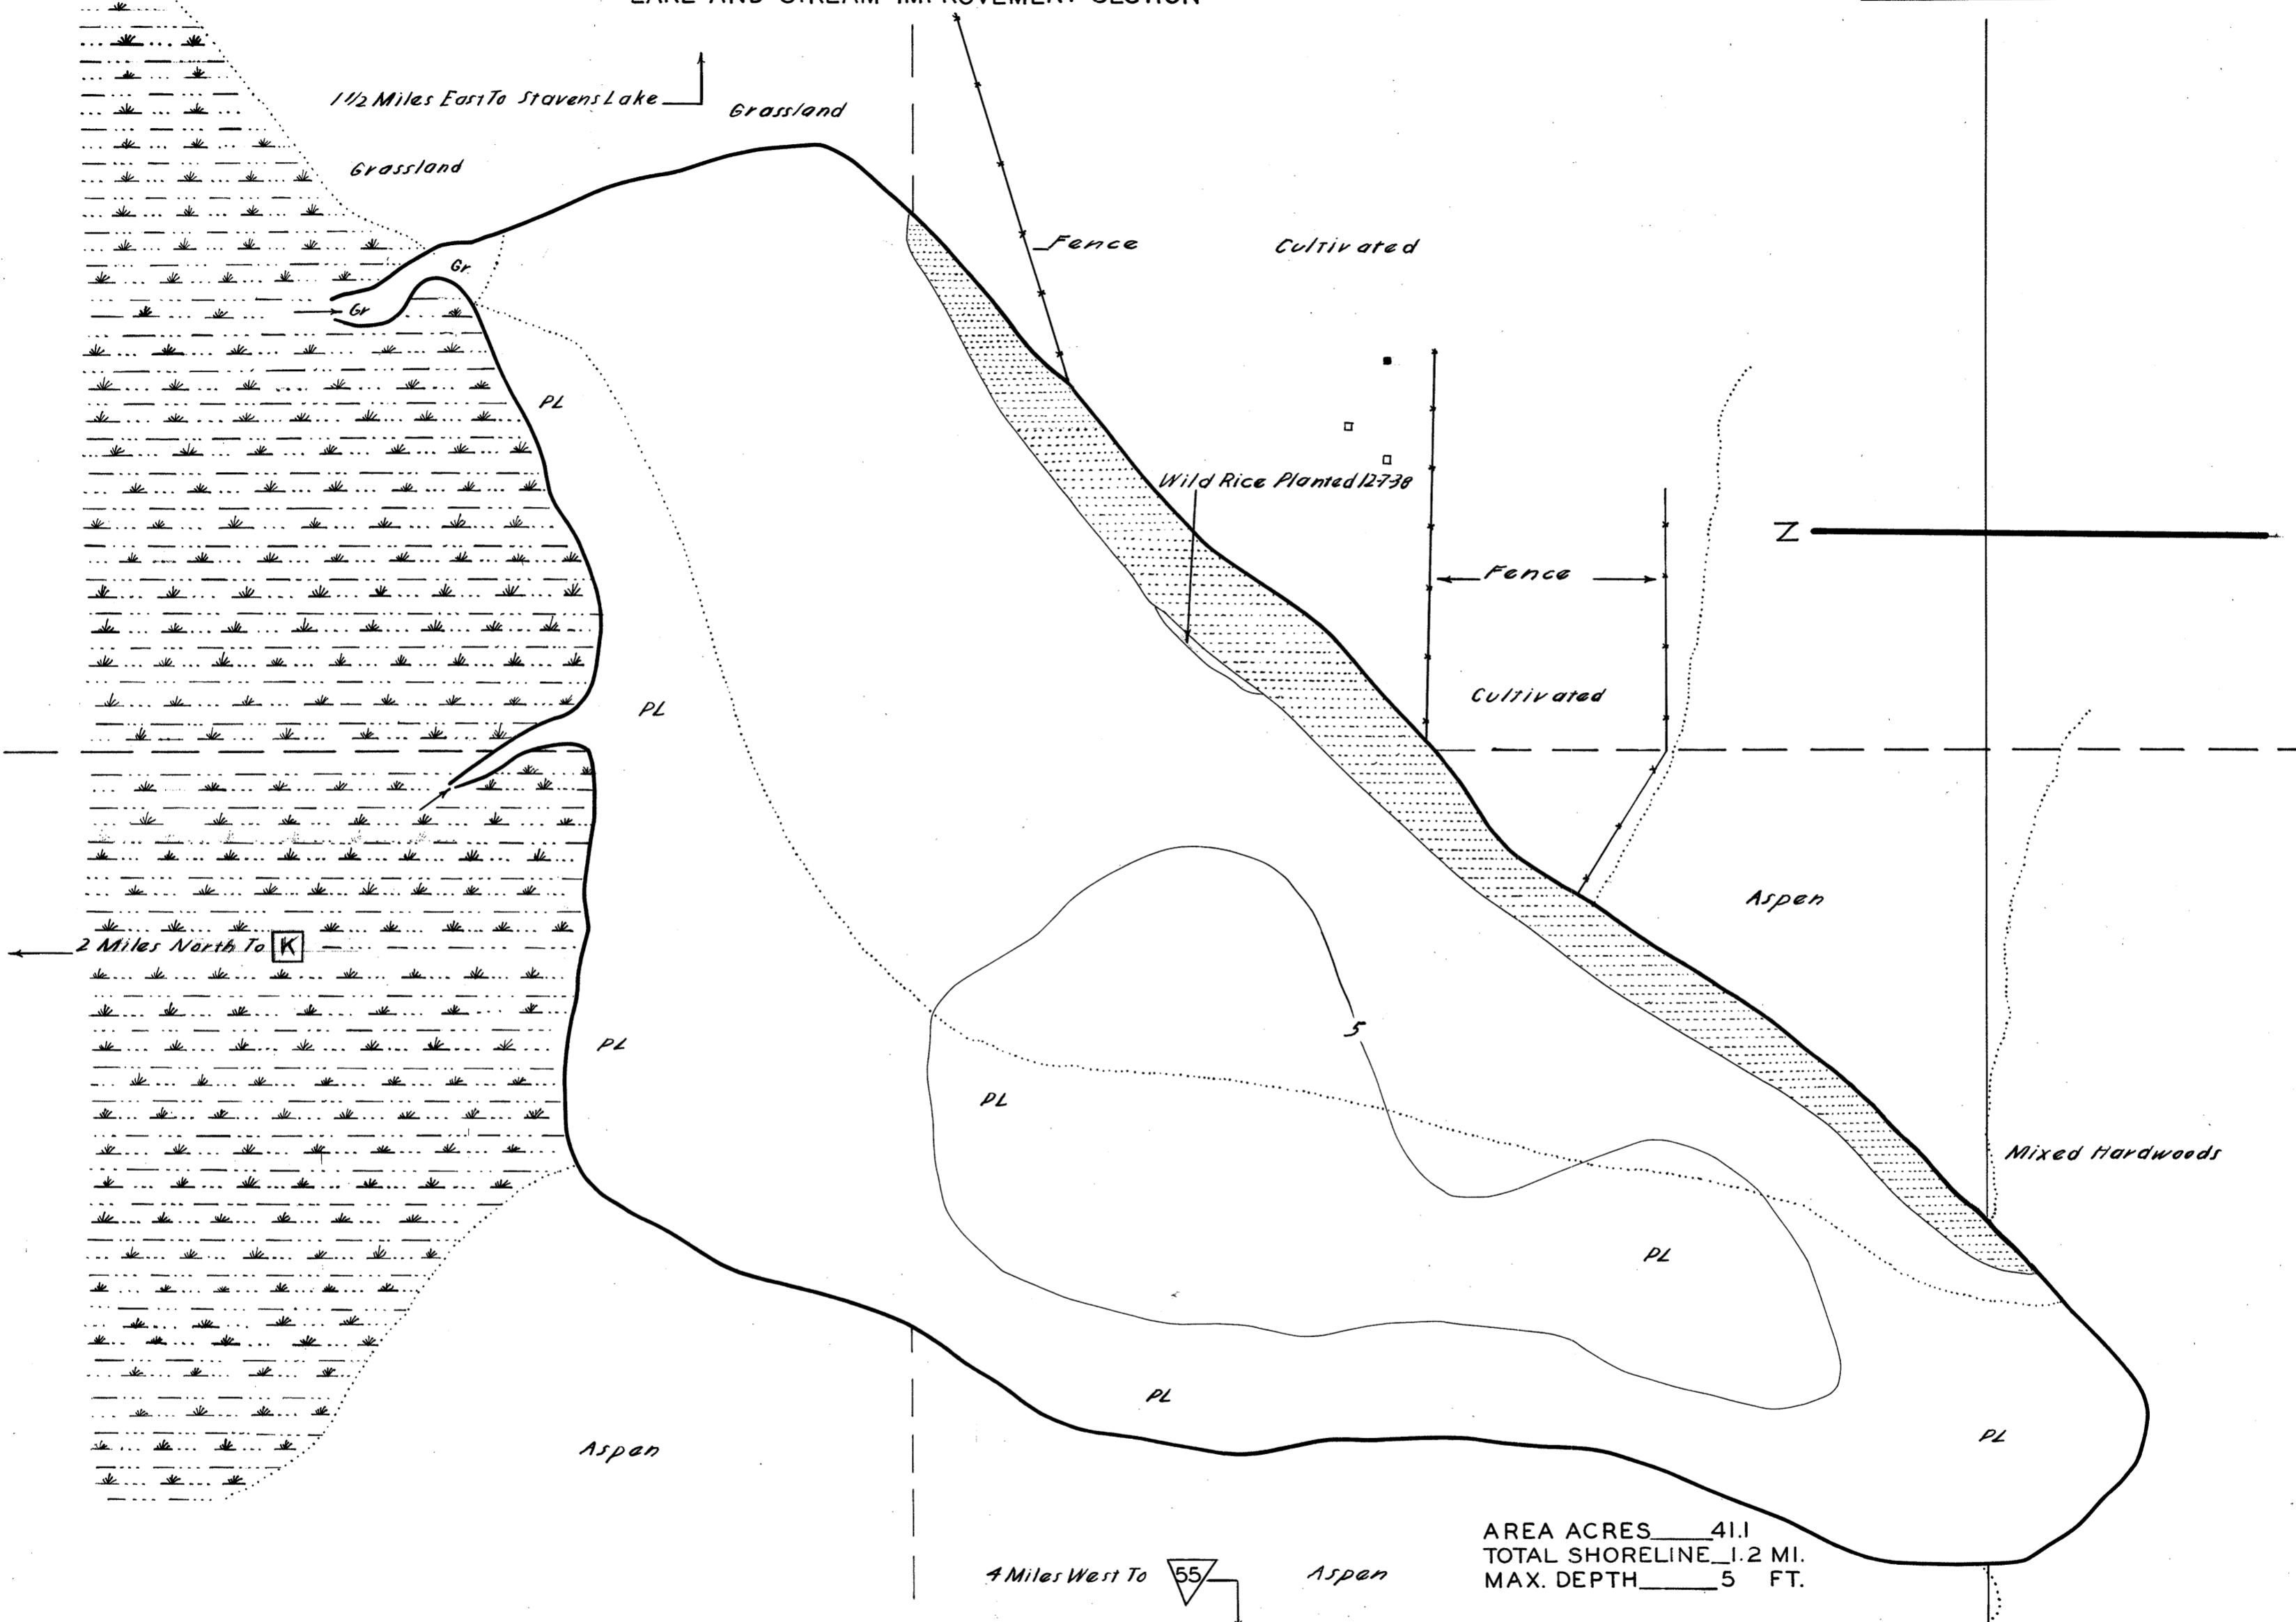 LAKE AND STREAM IMPROVEMENT SECTION
1 1/2 Miles East To Stavens Lake
Grassland
Grassland
Gr
Gr
Fence
Cultivated
PL
Wild Rice Planted 12-7-38
N
Fence
Cultivated
PL
Aspen
2 Miles North To K
5
PL
PL
Mixed Hardwoods
PL
PL
PL
Aspen
AREA ACRES 41.1
TOTAL SHORELINE 1.2 MI.
MAX. DEPTH 5 FT.
4 Miles West To 55
Aspen